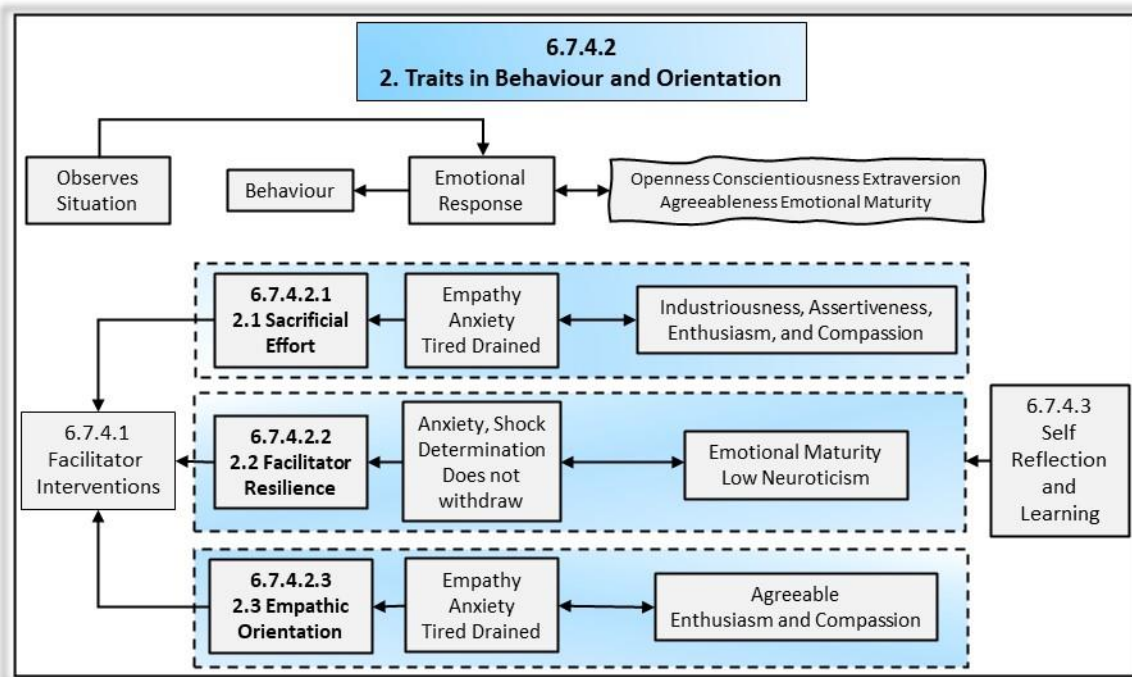 6.7.4.2
2. Traits in Behaviour and Orientation
Observes
Situation
Behaviour
Emotional
Response
Openness Conscientiousness Extraversion
Agreeableness Emotional Maturity
6.7.4.2.1
2.1 Sacrificial
Effort
Empathy
Anxiety
Tired Drained
Industriousness, Assertiveness,
Enthusiasm, and Compassion
6.7.4.1
Facilitator
Interventions
6.7.4.2.2
2.2 Facilitator
Resilience
Anxiety, Shock
Determination
Does not
withdraw
Emotional Maturity
Low Neuroticism
6.7.4.3
Self
Reflection
and
Learning
6.7.4.2.3
2.3 Empathic
Orientation
Empathy
Anxiety
Tired Drained
Agreeable
Enthusiasm and Compassion